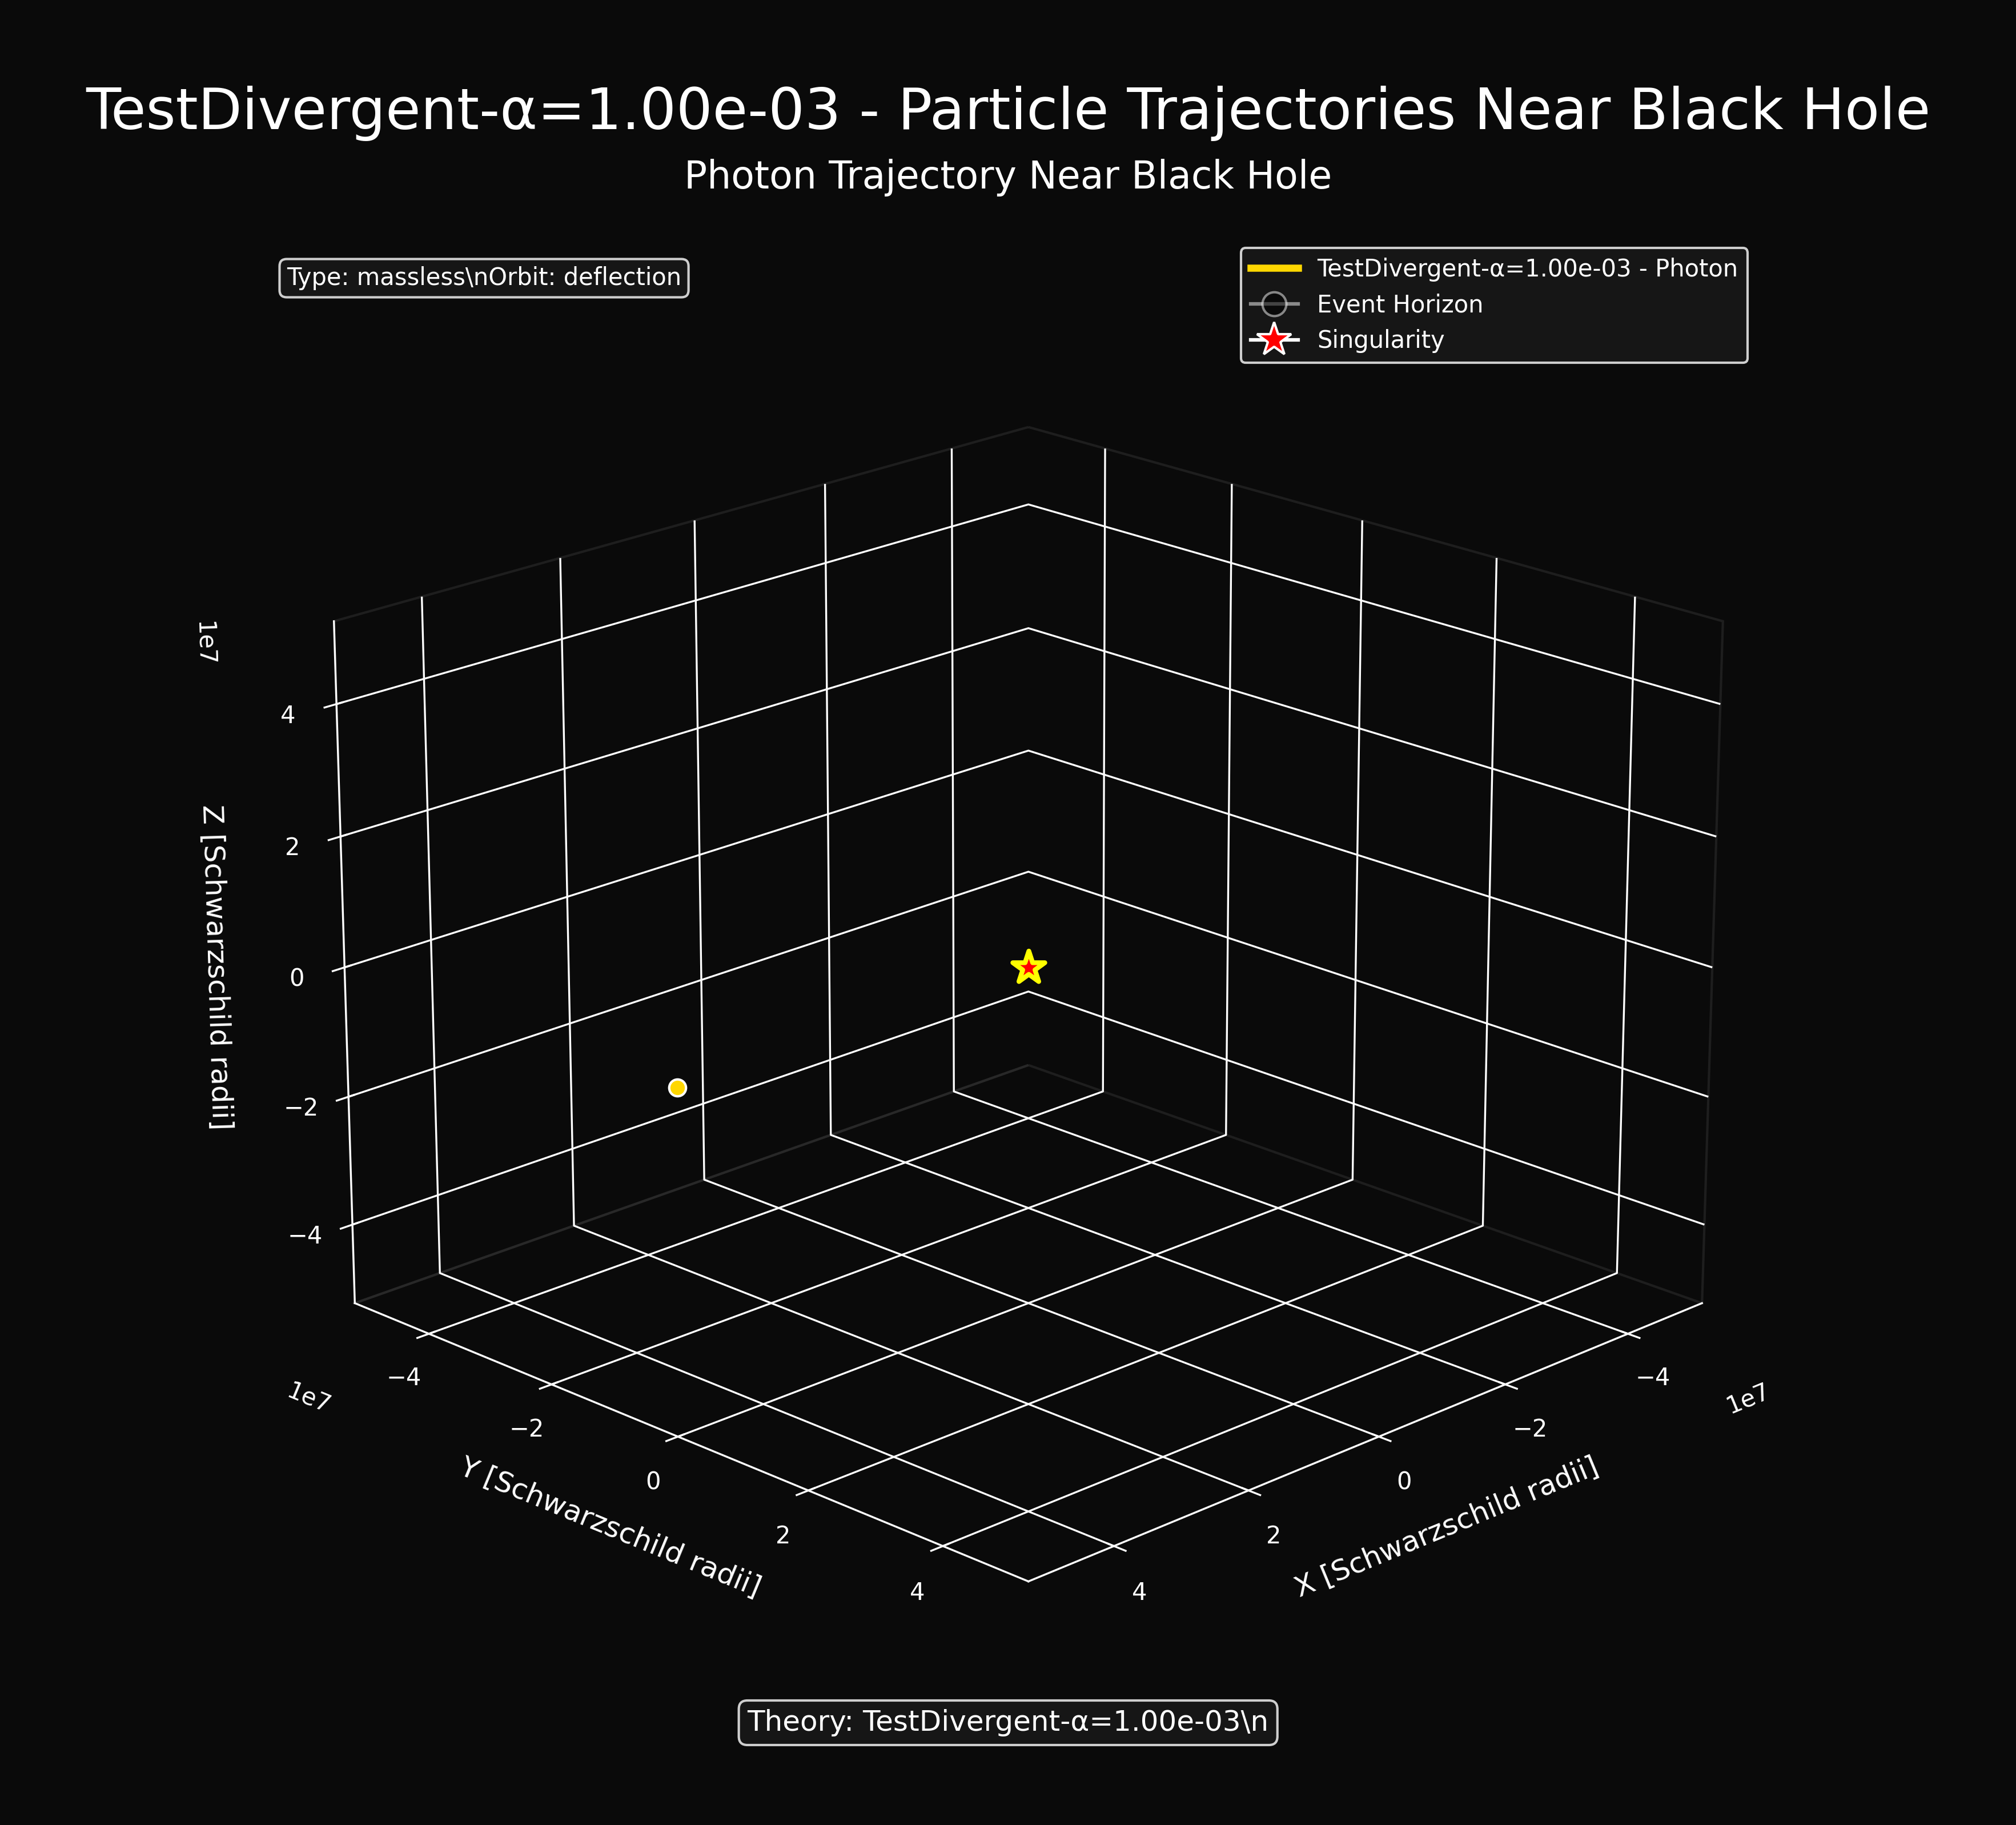 TestDivergent-α=1.00e-03 - Particle Trajectories Near Black Hole
Photon Trajectory Near Black Hole
Type: massless\nOrbit: deflection
TestDivergent-α=1.00e-03 - Photon
Event Horizon
Singularity
1e7
4
2
0
−2
−4
Z [Schwarzschild radii]
1e7
−4
−2
0
2
4
Y [Schwarzschild radii]
4
2
0
−2
−4
1e7
X [Schwarzschild radii]
Theory: TestDivergent-α=1.00e-03\n